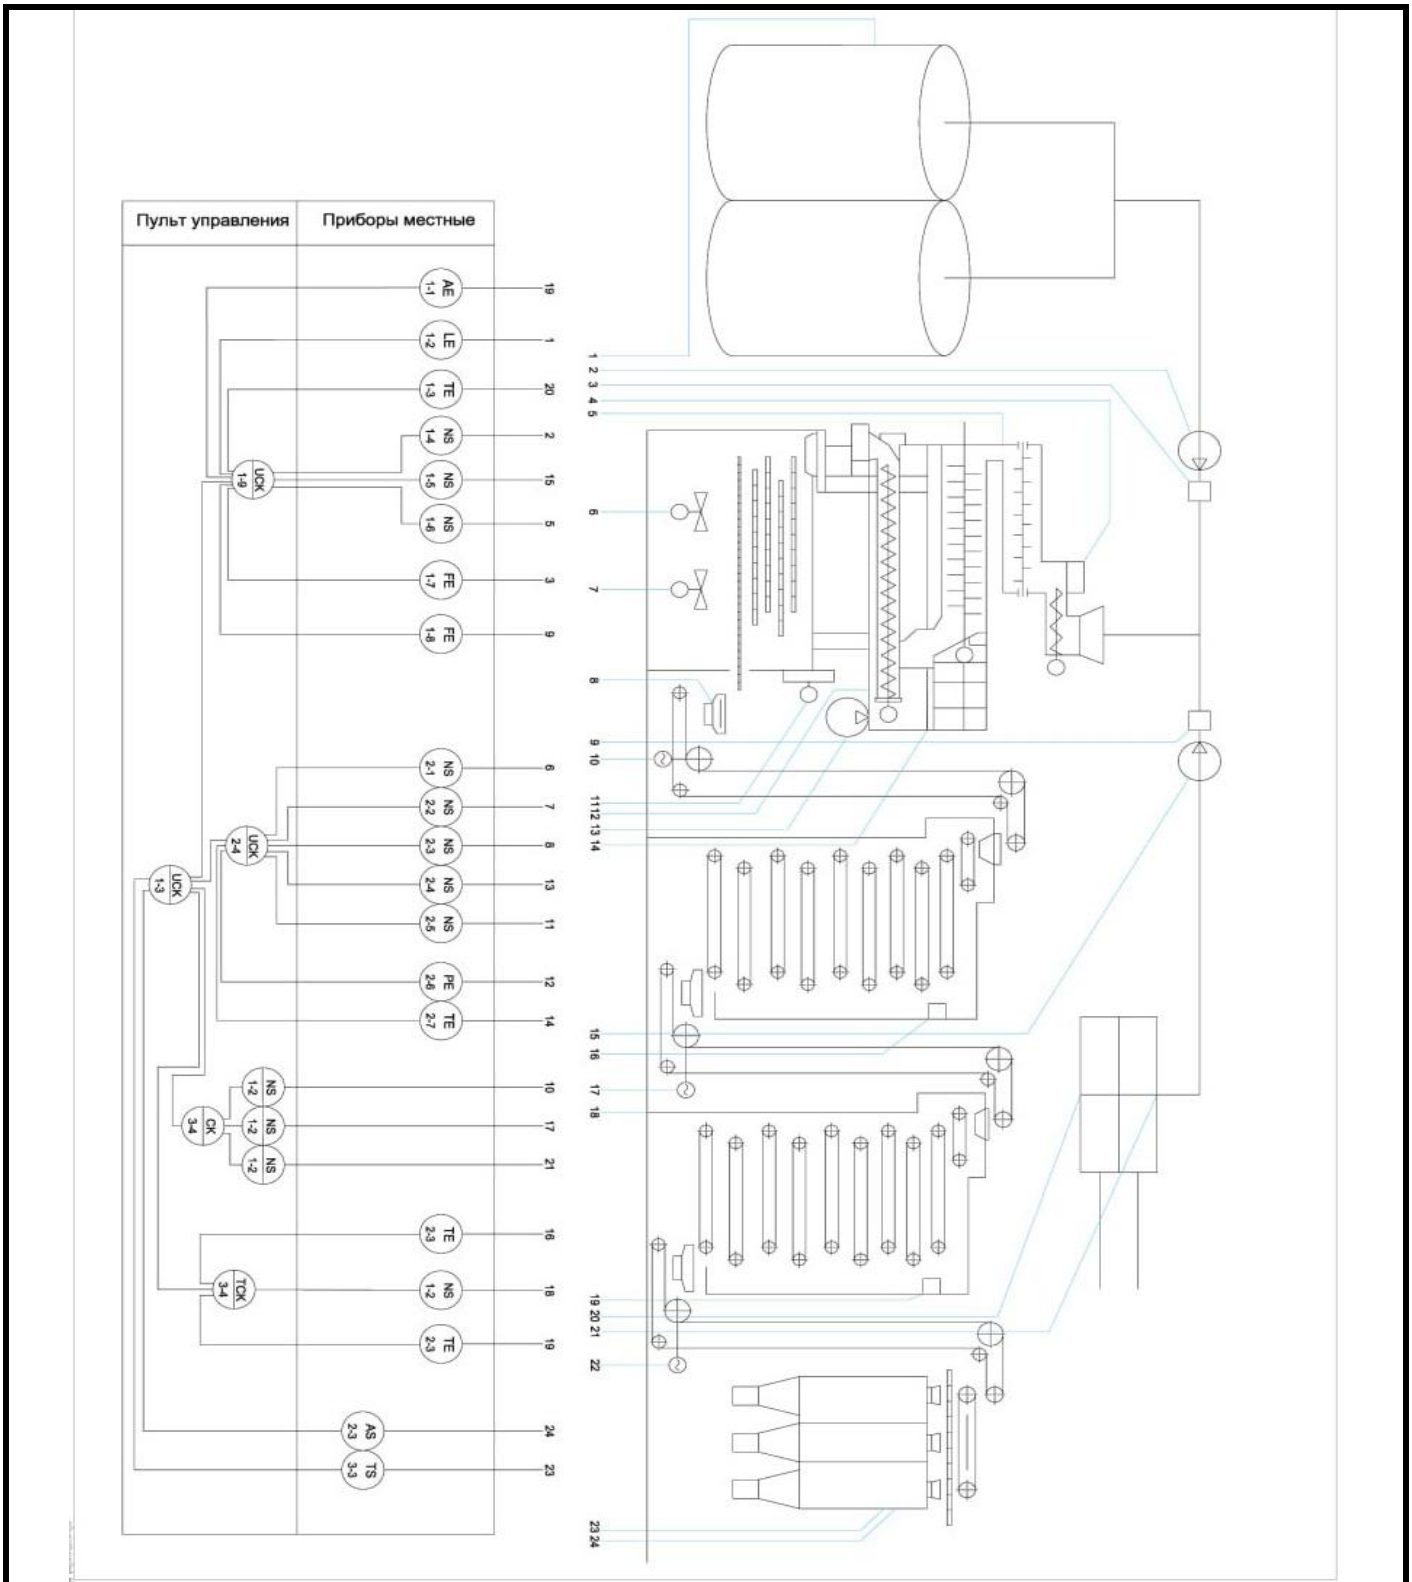 Пульт управления Приборы местные
AE 1-1 19
LE 1-2 1
TE 1-3 20
NS 1-4 2
NS 1-5 15
NS 1-6 5
FE 1-7 3
FE 1-8 9
UCK 1-9
NS 2-1 6
NS 2-2 7
NS 2-3 8
NS 2-4 13
NS 2-5 11
UCK 2-4
UCK 1-3
PE 2-6 12
TE 2-7 14
NS 1-2 10
NS 1-2 17
NS 1-2 21
CK 3-4
TE 2-3 16
NS 1-2 18
TE 2-3 19
TCK 3-4
AS 2-3 24
TS 3-3 23
1
2
3
4
5
6
7
8
9
10
11 12 13 14
15
16
17
18
19
20
21
22
23 24